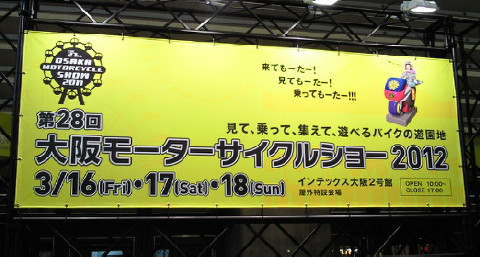 OSAKA
MOTORCYCLE
SHOW
2011
来てもーたー!
見てもーたー!
乗ってもーたー!!!
第28回
見て、乗って、集えて、遊べるバイクの遊園地
大阪モーターサイクルショー2012
3/16(Fri)・17(Sat)・18(Sun)
インテックス大阪2号館
屋外特設会場
OPEN 10:00~
CLOSE 17:00